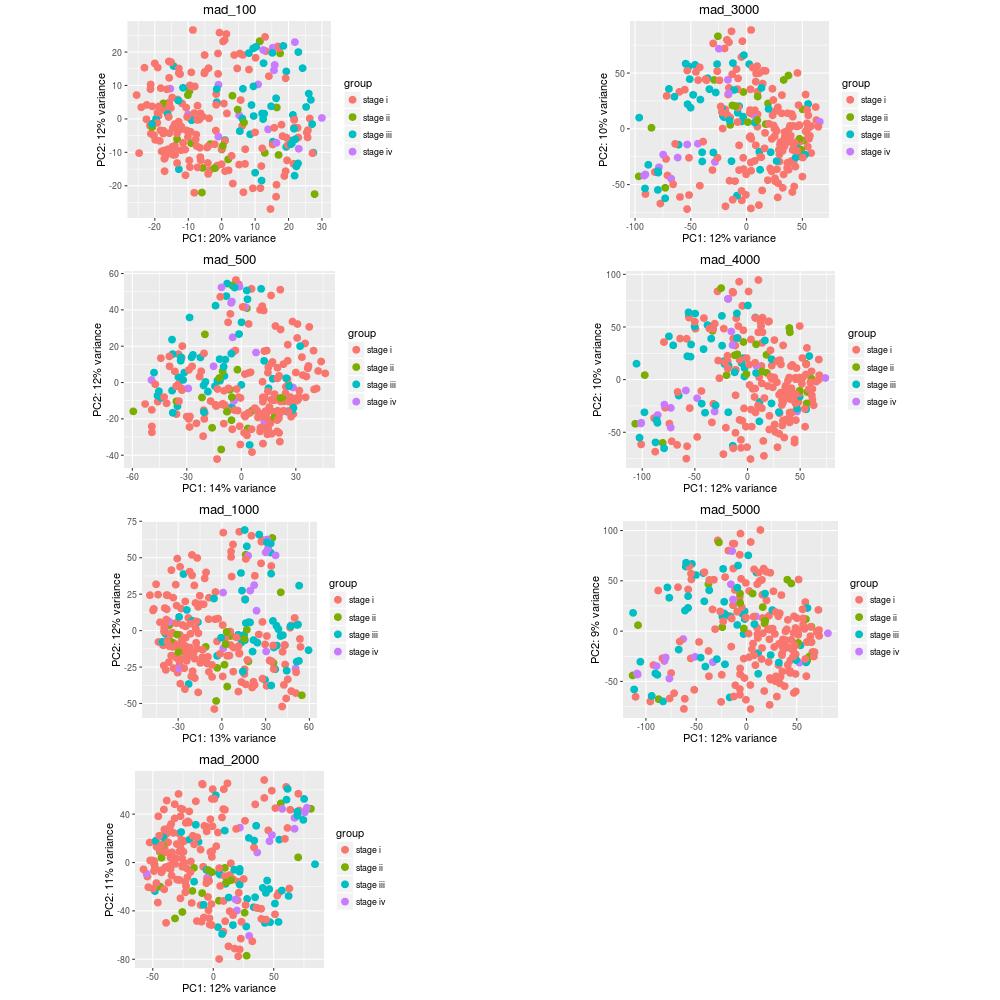 mad_100
20
10
0
-10
-20
PC2: 12% variance
-20
-10
0
10
20
30
PC1: 20% variance
group
stage i
stage ii
stage iii
stage iv
mad_3000
50
0
-50
PC2: 10% variance
-100
-50
0
50
PC1: 12% variance
group
stage i
stage ii
stage iii
stage iv
mad_500
60
40
20
0
-20
-40
PC2: 12% variance
-60
-30
0
30
PC1: 14% variance
group
stage i
stage ii
stage iii
stage iv
mad_4000
100
50
0
-50
PC2: 10% variance
-100
-50
0
50
PC1: 12% variance
group
stage i
stage ii
stage iii
stage iv
mad_1000
75
50
25
0
-25
-50
PC2: 12% variance
-30
0
30
60
PC1: 13% variance
group
stage i
stage ii
stage iii
stage iv
mad_5000
100
50
0
-50
PC2: 9% variance
-100
-50
0
50
PC1: 12% variance
group
stage i
stage ii
stage iii
stage iv
mad_2000
40
0
-40
-80
PC2: 11% variance
-50
0
50
PC1: 12% variance
group
stage i
stage ii
stage iii
stage iv